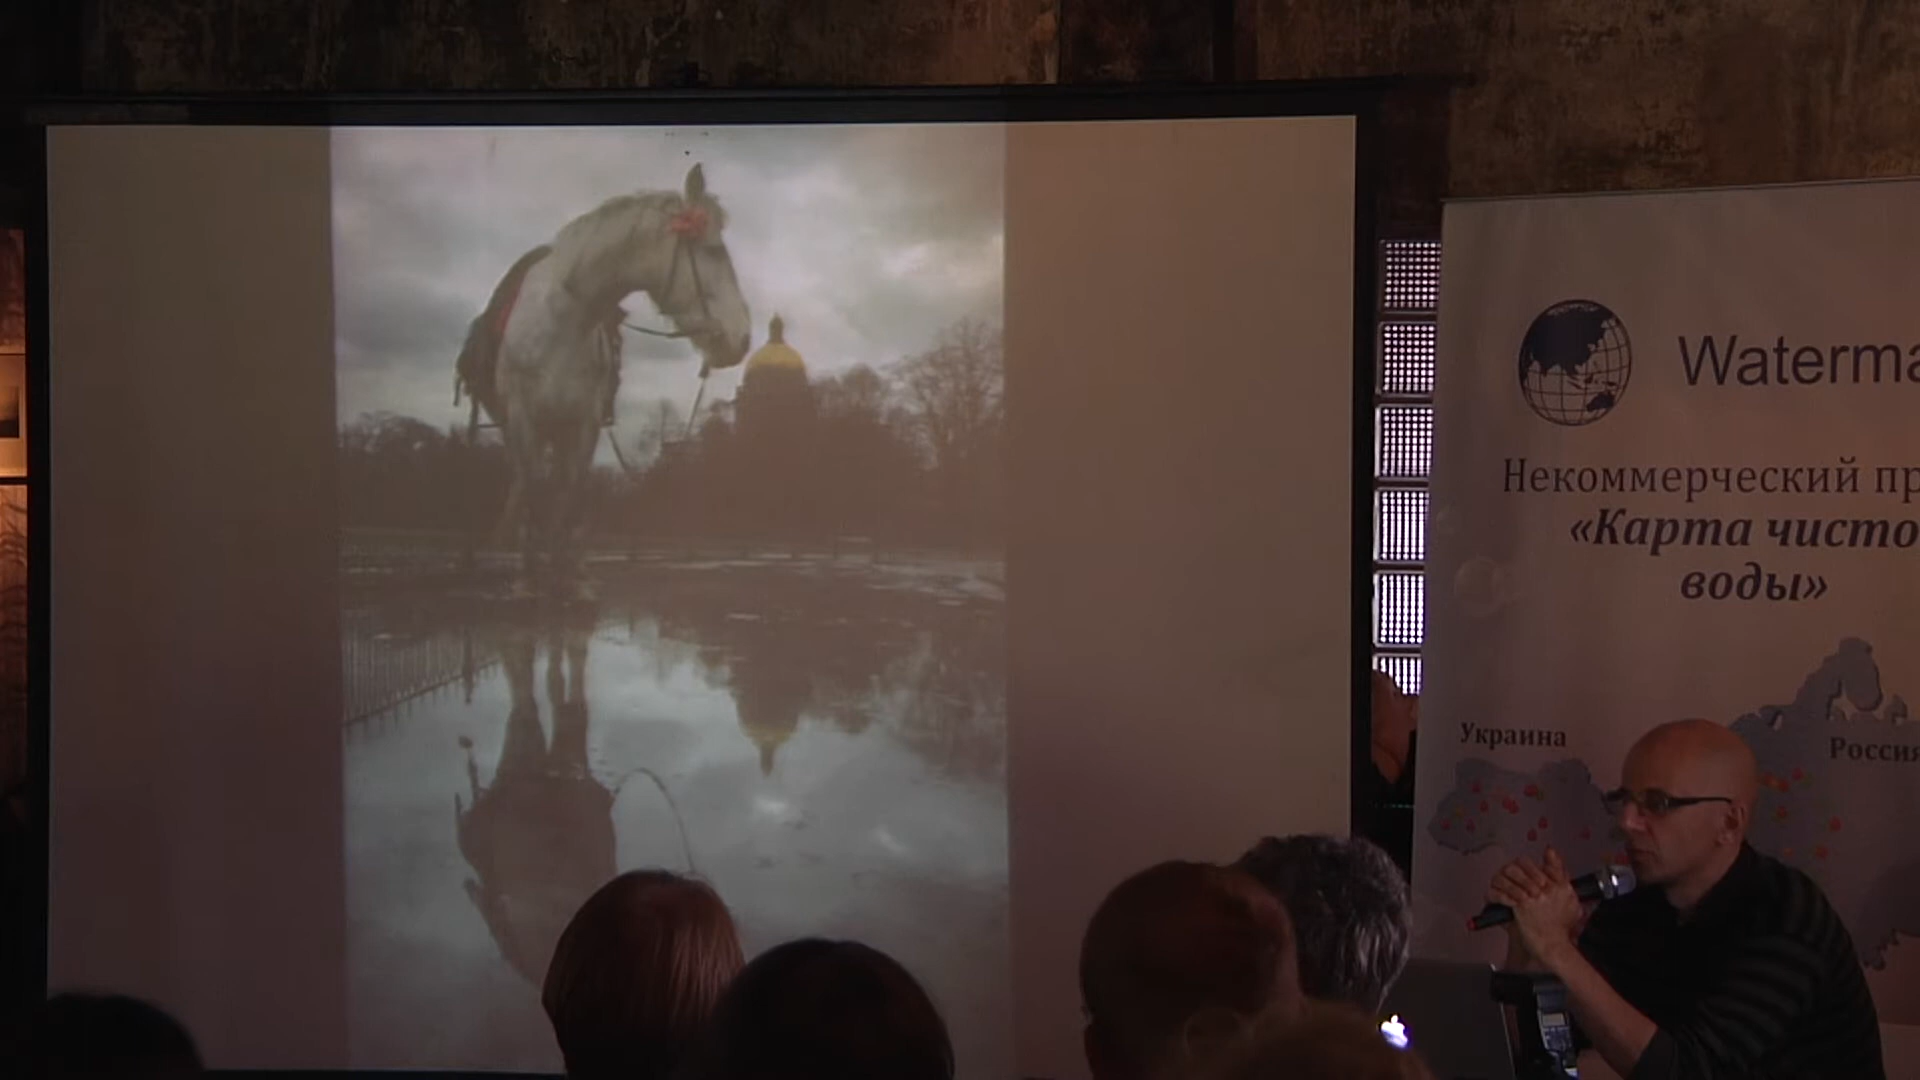 Waterma
Некоммерческий пр
«Карта чисто
воды»
Украина
Россия